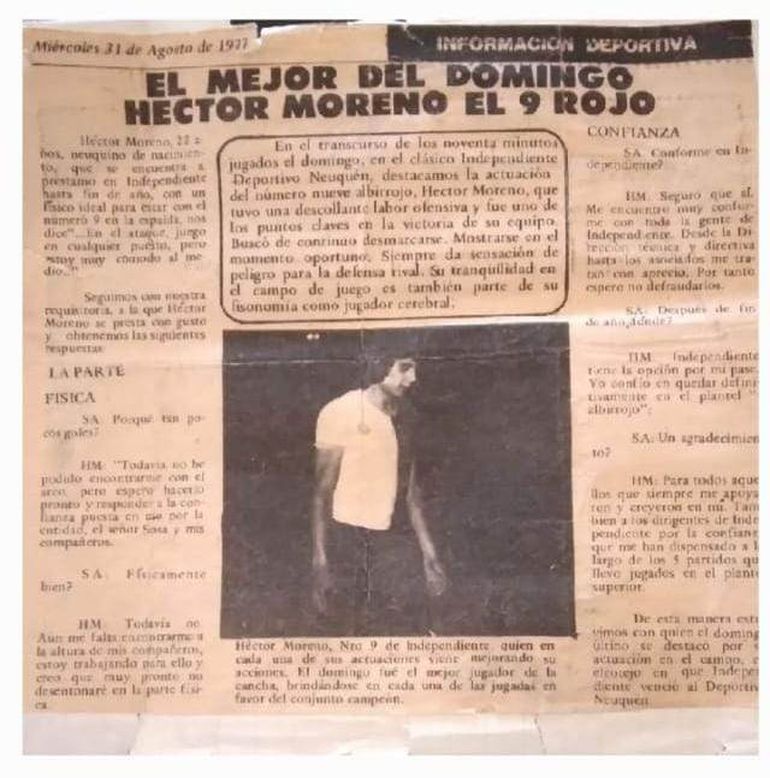 Miércoles 31 de Agosto de 1977
INFORMACION DEPORTIVA
EL MEJOR DEL DOMINGO
HECTOR MORENO EL 9 ROJO
Héctor Moreno, 22 a-
ños, neuquino de nacimien-
to, que se encuentra a
prestamo en Independiente
hasta fin de año, con un
físico ideal para estar con el
número 9 en la espalda, nos
dice"...En el ataque, juego
en cualquier puesto, pero
"estoy muy cómodo al me-
dio.."
Seguimos con nuestra
requisitoria, a la que Héctor
Moreno se presta con gusto
y obtenemos las siguientes
respuestas
LA PARTE
FISICA
SA: Porqué tan po-
cos goles?
HM: "Todavía no he
podido encontrarme con el
arco, pero espero hacerlo
pronto y responder a la con-
fianza puesta en mo por la
entidad, el señor Sosa y mis
compañeros.
SA: Efisicamente
bien?
HM: Todavía no.
Aun me falta encontrarme a
la altura de mis compañeros,
estoy trabajando para ello y
creo que muy pronto no
desentonaré en la parte físi-
ca.
En el transcurso de los noventa minutos
jugados el domingo, en el clásico Independiente
Deportivo Neuquén, destacamos la actuación
del número nueve albirrojo, Hector Moreno, que
tuvo una descollante labor ofensiva y fue uno de
los puntos claves en la victoria de su equipo.
Buscó de continuo desmarcarse. Mostrarse en el
momento oportuno. Siempre da sensación de
peligro para la defensa rival. Su tranquilidad en
el campo de juego es también parte de su
fisonomía como jugador cerebral.
Héctor Moreno, Nro 9 de Independiente, quien en
cada una de sus actuaciones viene mejorando su
acciones. El domingo fué el mejor jugador de la
cancha, brindándose en cada una de las jugadas en
favor del conjunto campeón.
CONFIANZA
SA. Conforme en In-
dependiente?
HM: Seguro que sí.
Me encuentro muy confor-
me con toda la gente de
Independiente. Desde la Di-
rección técnica y directiva
hasta los asociados me tra-
tan con aprecio. Por tanto
espero no defraudarlos.
SA: Después de fin
de año,adónde?
HM: Independiente
tiene la opción por mi pase.
Yo confío en quedar defini-
tivamente en el plantel "
albirrojo";
SA: Un agradecimien
to?
HM: Para todos aque
llos que siempre me apoya
ron y creyeron en mí. Tam
bien a los dirigentes de Inde
pendiente por la confianz
que me han dispensado a l
largo de los 5 partidos qu
llevo jugados en el plante
superior.
De esta manera estu
vimos con quien el doming
último se destacó por s
actuación en el campo, e
el cotejo en que Indepen
diente venció al Deportiv
Neuquén